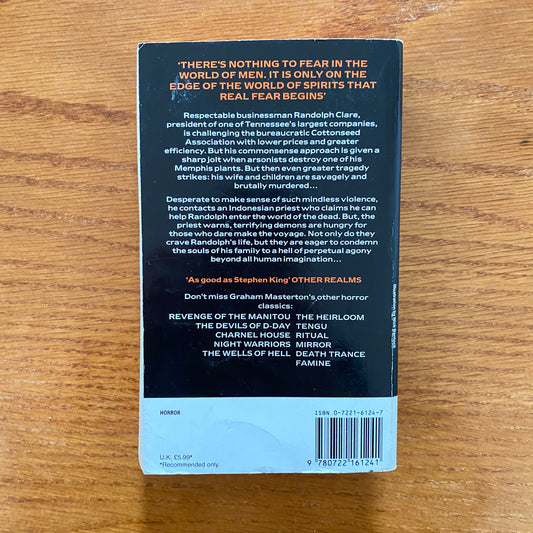 ‘THERE’S NOTHING TO FEAR IN THE
WORLD OF MEN. IT IS ONLY ON THE
EDGE OF THE WORLD OF SPIRITS THAT
REAL FEAR BEGINS’
Respectable businessman Randolph Clare,
president of one of Tennessee’s largest companies,
is challenging the bureaucratic Cottonseed
Association with lower prices and greater
efficiency. But his commonsense approach is given a
sharp jolt when arsonists destroy one of his
Memphis plants. But then even greater tragedy
strikes: his wife and children are savagely and
brutally murdered...
Desperate to make sense of such mindless violence,
he contacts an Indonesian priest who claims he can
help Randolph enter the world of the dead. But, the
priest warns, terrifying demons are hungry for
those who dare make the voyage. Not only do they
crave Randolph’s life, but they are eager to condemn
the souls of his family to a hell of perpetual agony
beyond all human imagination...
‘As good as Stephen King’ OTHER REALMS
Don’t miss Graham Masterton’s other horror
classics:
REVENGE OF THE MANITOU THE HEIRLOOM
THE DEVILS OF D-DAY TENGU
CHARNEL HOUSE RITUAL
NIGHT WARRIORS MIRROR
THE WELLS OF HELL DEATH TRANCE
FAMINE
HORROR
U.K. £5.99*
*Recommended only.
ISBN 0-7221-6124-7
9 780722 161241